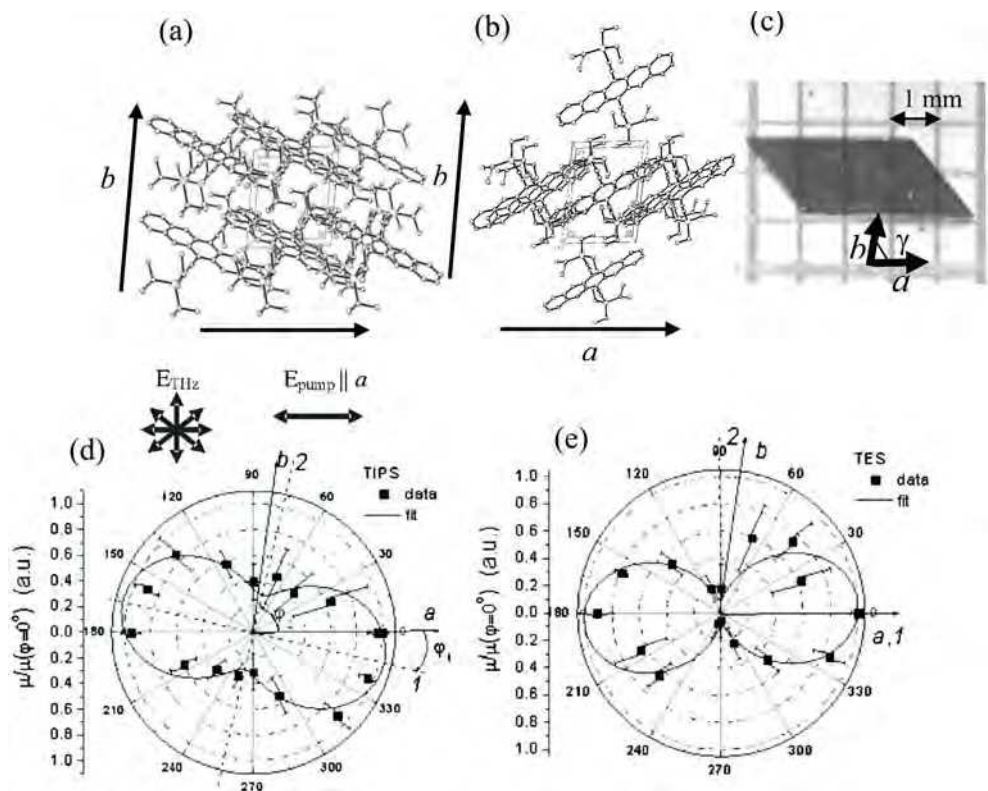 (a)
(b)
(c)
b
b
1 mm
b
γ
a
a
E_THz
E_pump || a
(d)
(e)
b 2
TIPS
data
fit
90
120
60
150
30
180
0
210
330
240
300
270
1.0
0.8
0.6
0.4
0.2
0.0
0.2
0.4
0.6
0.8
1.0
μ/μ(φ=0°) (a.u.)
φ
a
1
2
b
TES
data
fit
90
120
60
150
30
180
0
210
330
240
300
270
1.0
0.8
0.6
0.4
0.2
0.0
0.2
0.4
0.6
0.8
1.0
μ/μ(φ=0°) (a.u.)
a,1